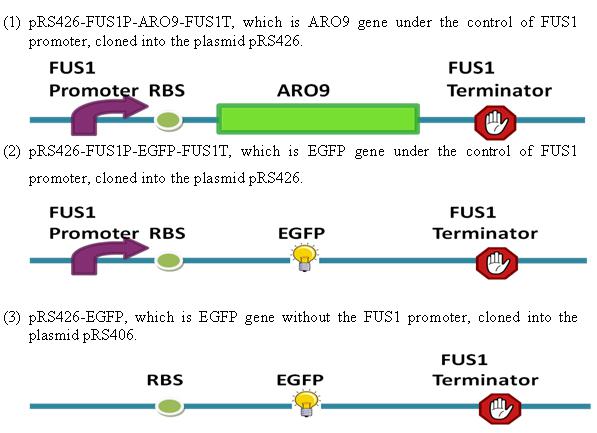 (1) pRS426-FUS1P-ARO9-FUS1T, which is ARO9 gene under the control of FUS1
promoter, cloned into the plasmid pRS426.
FUS1 FUS1
Promoter RBS ARO9 Terminator
(2) pRS426-FUS1P-EGFP-FUS1T, which is EGFP gene under the control of FUS1
promoter, cloned into the plasmid pRS426.
FUS1 FUS1
Promoter RBS EGFP Terminator
(3) pRS426-EGFP, which is EGFP gene without the FUS1 promoter, cloned into the
plasmid pRS406.
FUS1
RBS EGFP Terminator